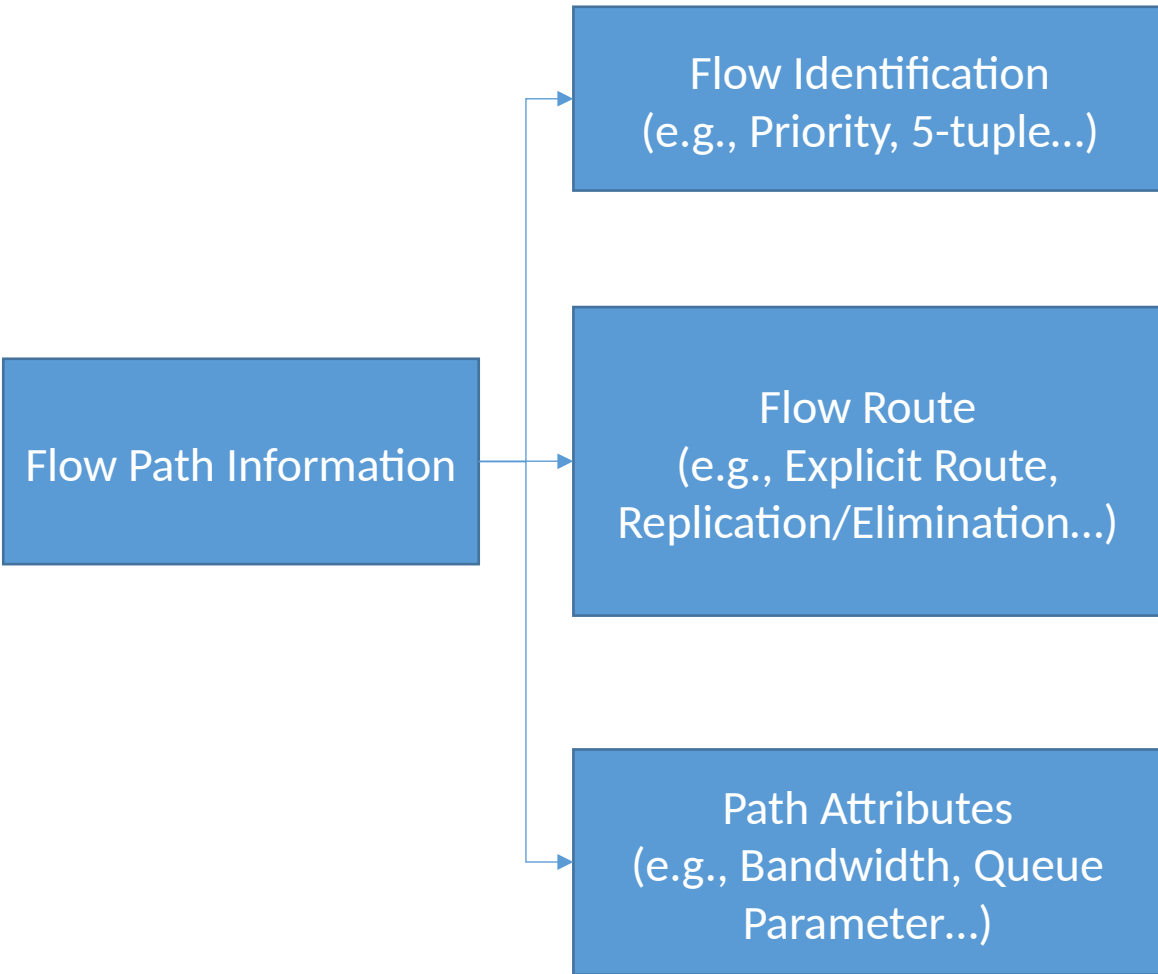 Flow Identification
(e.g., Priority, 5-tuple...)
Flow Path Information
Flow Route
(e.g., Explicit Route,
Replication/Elimination...)
Path Attributes
(e.g., Bandwidth, Queue
Parameter...)